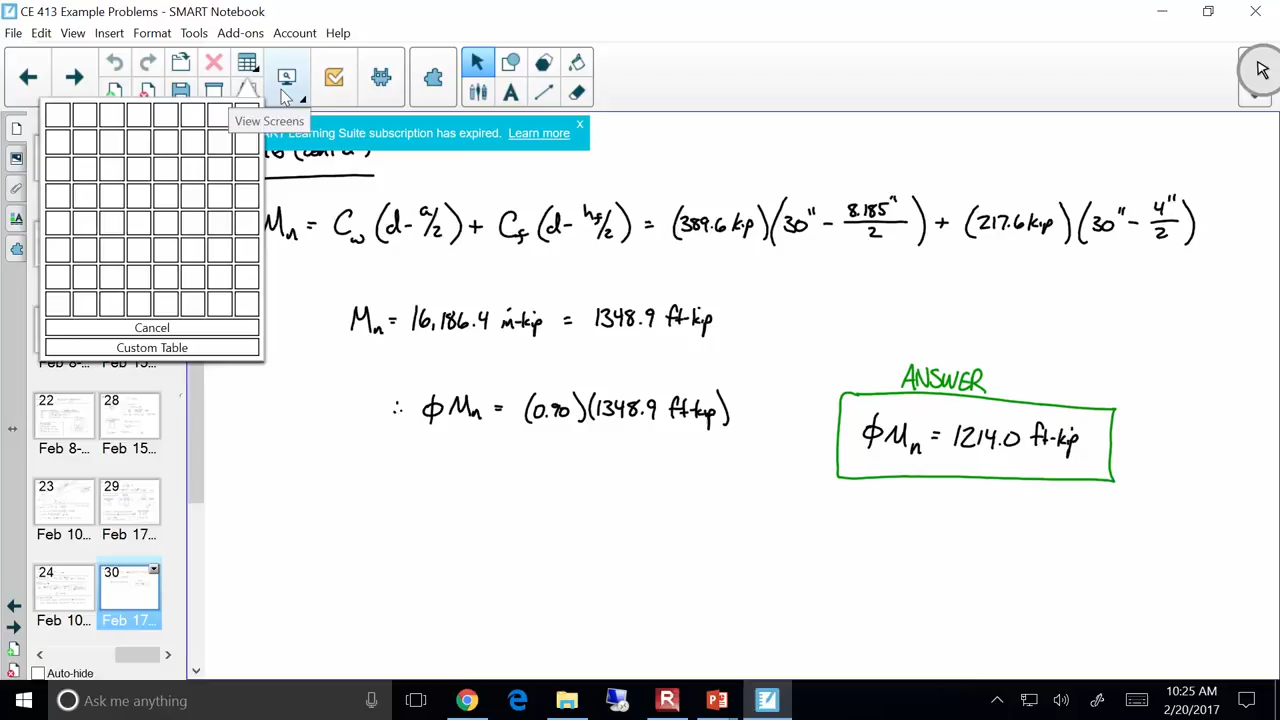 CE 413 Example Problems - SMART Notebook
File Edit View Insert Format Tools Add-ons Account Help
View Screens
ART Learning Suite subscription has expired. Learn more x
Mn = Cw (d - a/2) + Cf (d - hf/2) = (389.6 kip)(30" - 8.185"/2) + (217.6 kip)(30" - 4"/2)
Mn = 16,186.4 in-kip = 1348.9 ft-kip
∴ ϕMn = (0.90)(1348.9 ft-kip)
ANSWER
ϕMn = 1214.0 ft-kip
Cancel
Custom Table
Feb 8-... Feb 15...
22 28
Feb 8-... Feb 15...
23 29
Feb 10... Feb 17...
24 30
Feb 10... Feb 17...
Auto-hide
Ask me anything
10:25 AM
2/20/2017